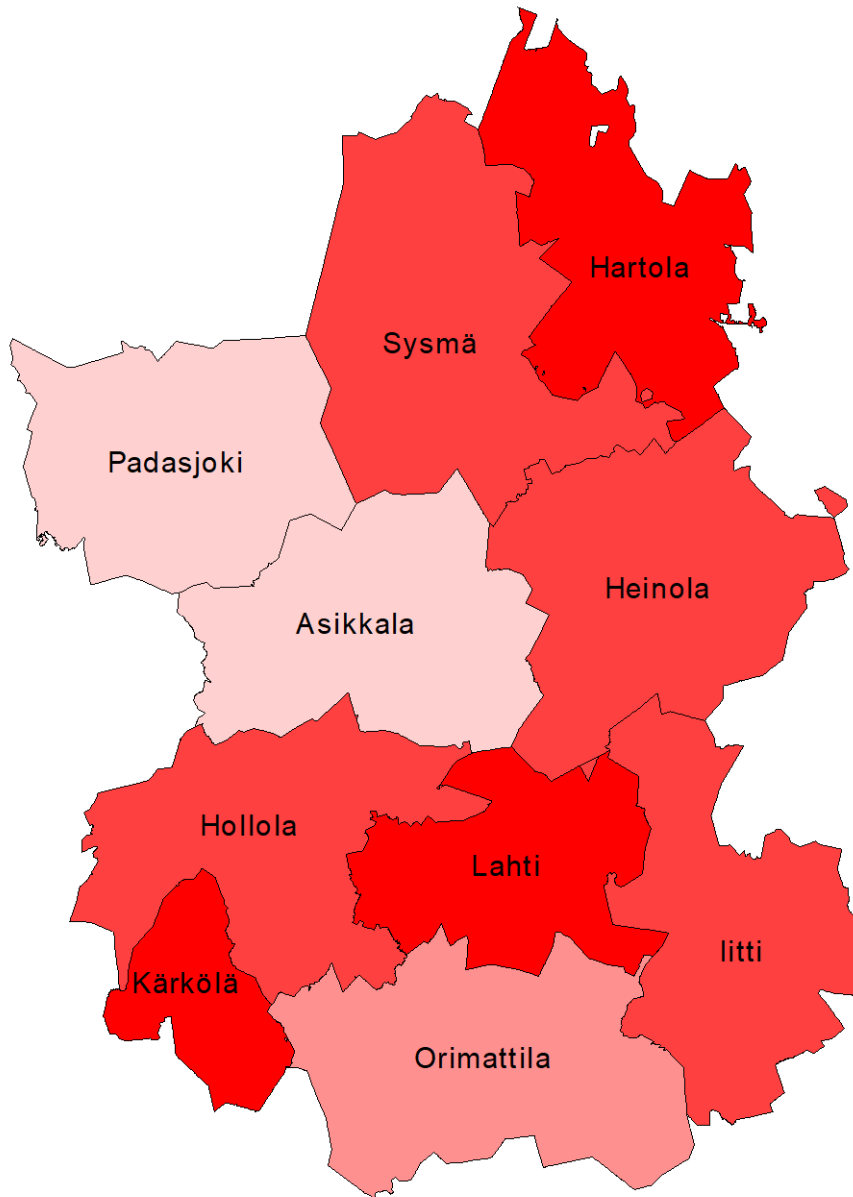 Hartola
Sysmä
Padasjoki
Heinola
Asikkala
Hollola
Lahti
Iitti
Kärkölä
Orimattila